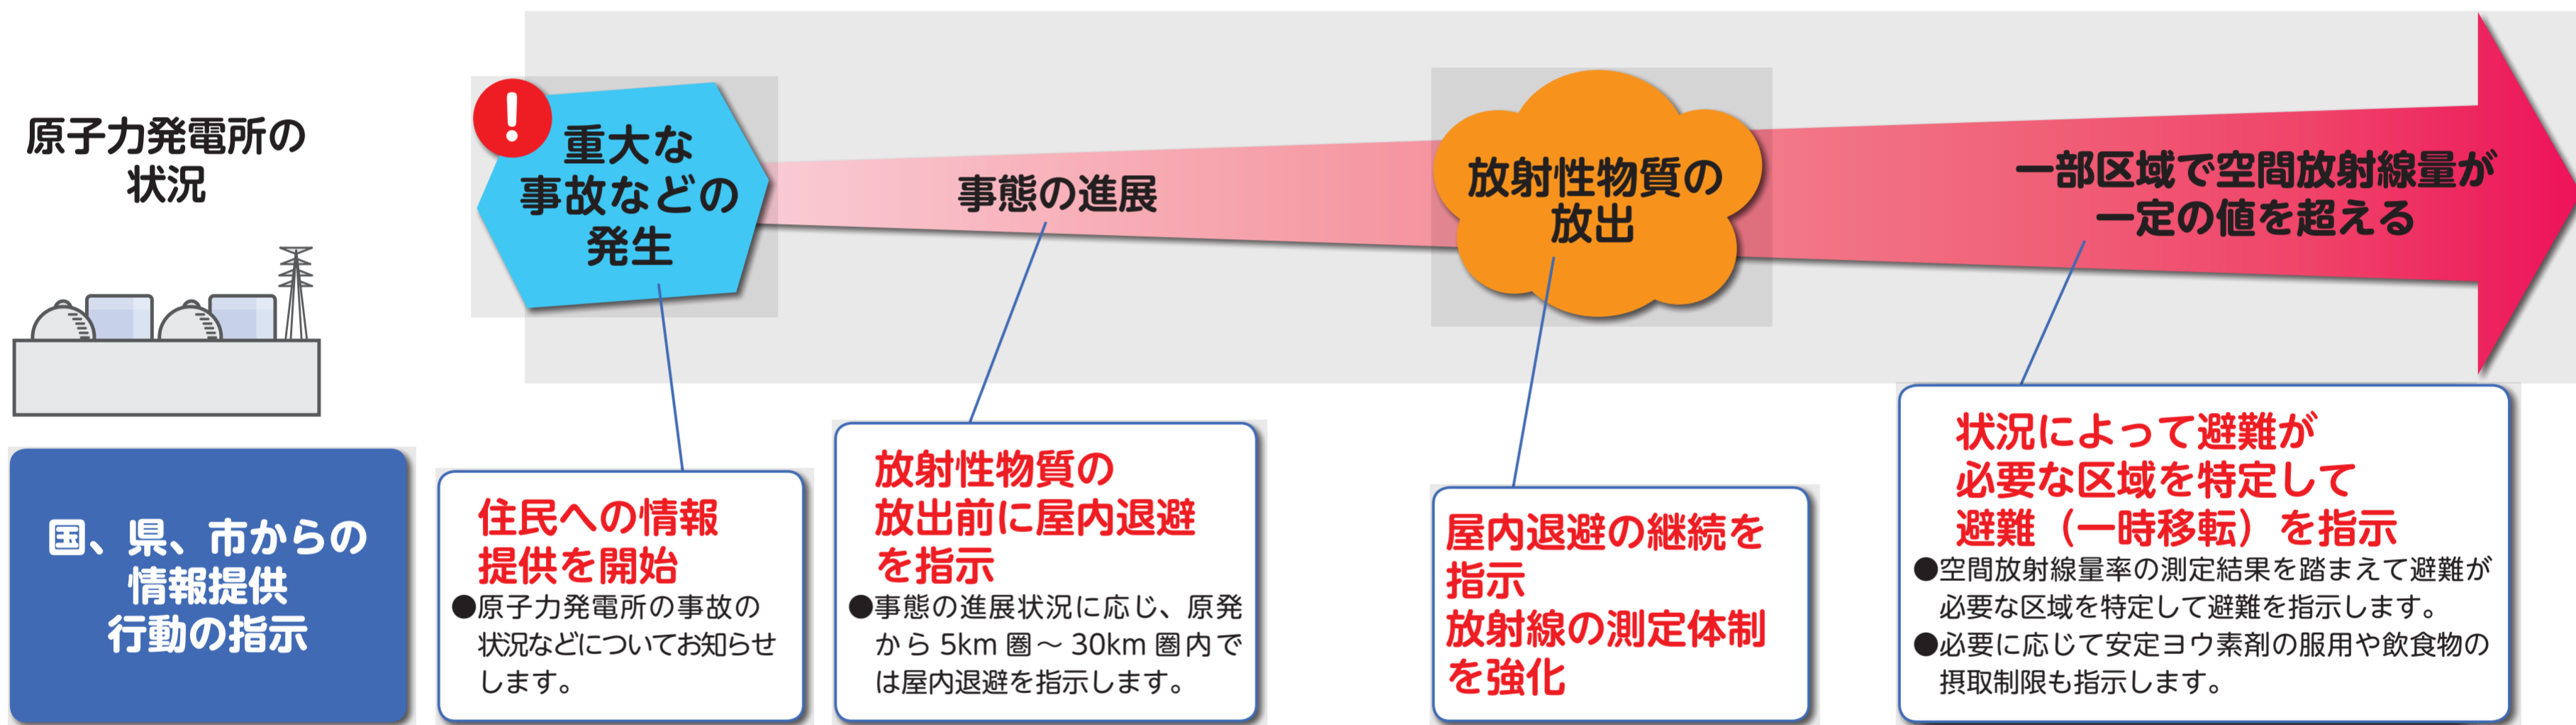 原子力発電所の
状況
!
重大な
事故などの
発生
事態の進展
放射性物質の
放出
一部区域で空間放射線量が
一定の値を超える
国、県、市からの
情報提供
行動の指示
住民への情報
提供を開始
●原子力発電所の事故の
状況などについてお知らせ
します。
放射性物質の
放出前に屋内退避
を指示
●事態の進展状況に応じ、原発
から 5km 圏～ 30km 圏内で
は屋内退避を指示します。
屋内退避の継続を
指示
放射線の測定体制
を強化
状況によって避難が
必要な区域を特定して
避難（一時移転）を指示
●空間放射線量率の測定結果を踏まえて避難が
必要な区域を特定して避難を指示します。
●必要に応じて安定ヨウ素剤の服用や飲食物の
摂取制限も指示します。